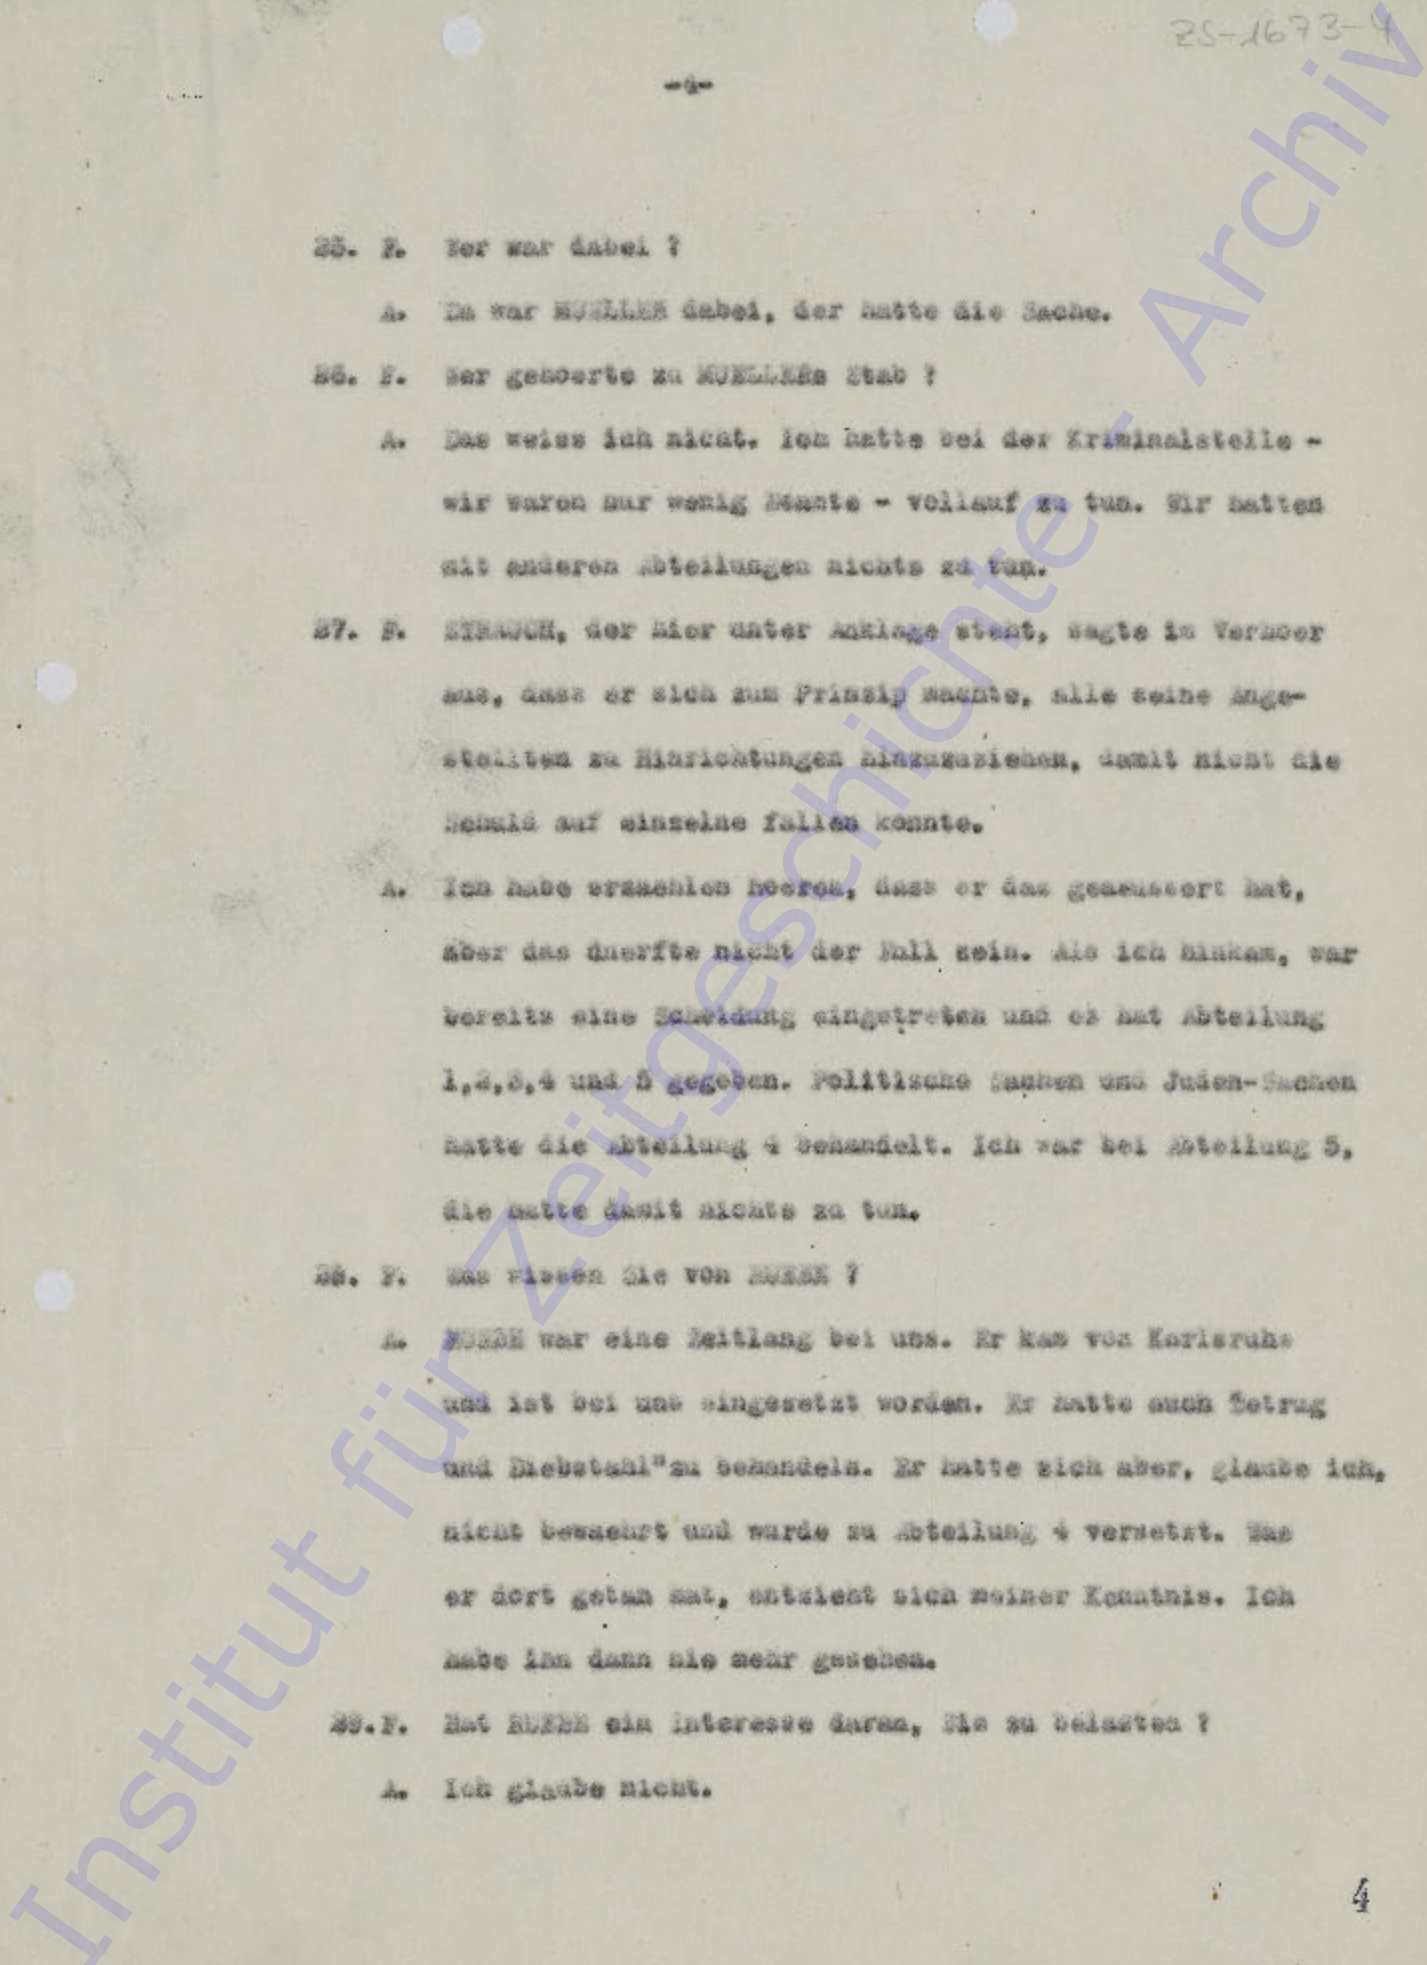 ZS-1673-4
-4-
25. F. Wer war dabei ?
A. Da war MUELLER dabei, der hatte die Sache.
26. F. Wer gehoerte zu MUELLERs Stab ?
A. Das weiss ich nicht. Ich hatte bei der Kriminalstelle -
wir waren nur wenig Beamte - vollauf zu tun. Wir hatten
mit anderen Abteilungen nichts zu tun.
27. F. STRAUCH, der hier unter Anklage steht, sagte im Verhoer
aus, dass er sich zum Prinzip machte, alle seine Ange-
stellten zu Hinrichtungen hinzuzuziehen, damit nicht die
Schuld auf einzelne fallen konnte.
A. Ich habe erzaehlen hoeren, dass er das geaeussert hat,
aber das duerfte nicht der Fall sein. Als ich hinkam, war
bereits eine Scheidung eingetreten und es hat Abteilung
1,2,3,4 und 5 gegeben. Politische Sachen und Juden-Sachen
hatte die Abteilung 4 behandelt. Ich war bei Abteilung 5,
die hatte damit nichts zu tun.
28. F. Was wissen Sie von RUEBE ?
A. RUEBE war eine Zeitlang bei uns. Er kam von Karlsruhe
und ist bei uns eingesetzt worden. Er hatte auch Betrug
und Diebstahl"zu behandeln. Er hatte sich aber, glaube ich,
nicht bewaehrt und wurde zu Abteilung 4 versetzt. Was
er dort getan hat, entzieht sich meiner Kenntnis. Ich
habe ihn dann nie mehr gesehen.
29.F. Hat RUEBE ein Interesse daran, Sie zu belasten ?
A. Ich glaube nicht.
4
Institut für Zeitgeschichte - Archiv